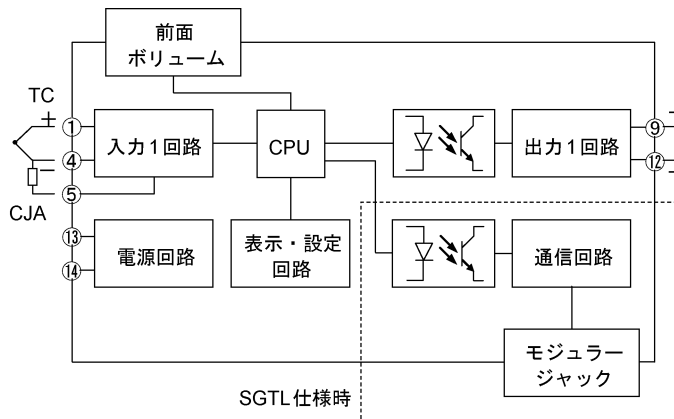 前面
ボリューム
TC
+
①
入力1回路
CPU
出力1回路
⑨
④
−
⑫
−
⑤
CJA
⑬
電源回路
⑭
表示・設定
回路
通信回路
モジュラー
ジャック
SGTL仕様時